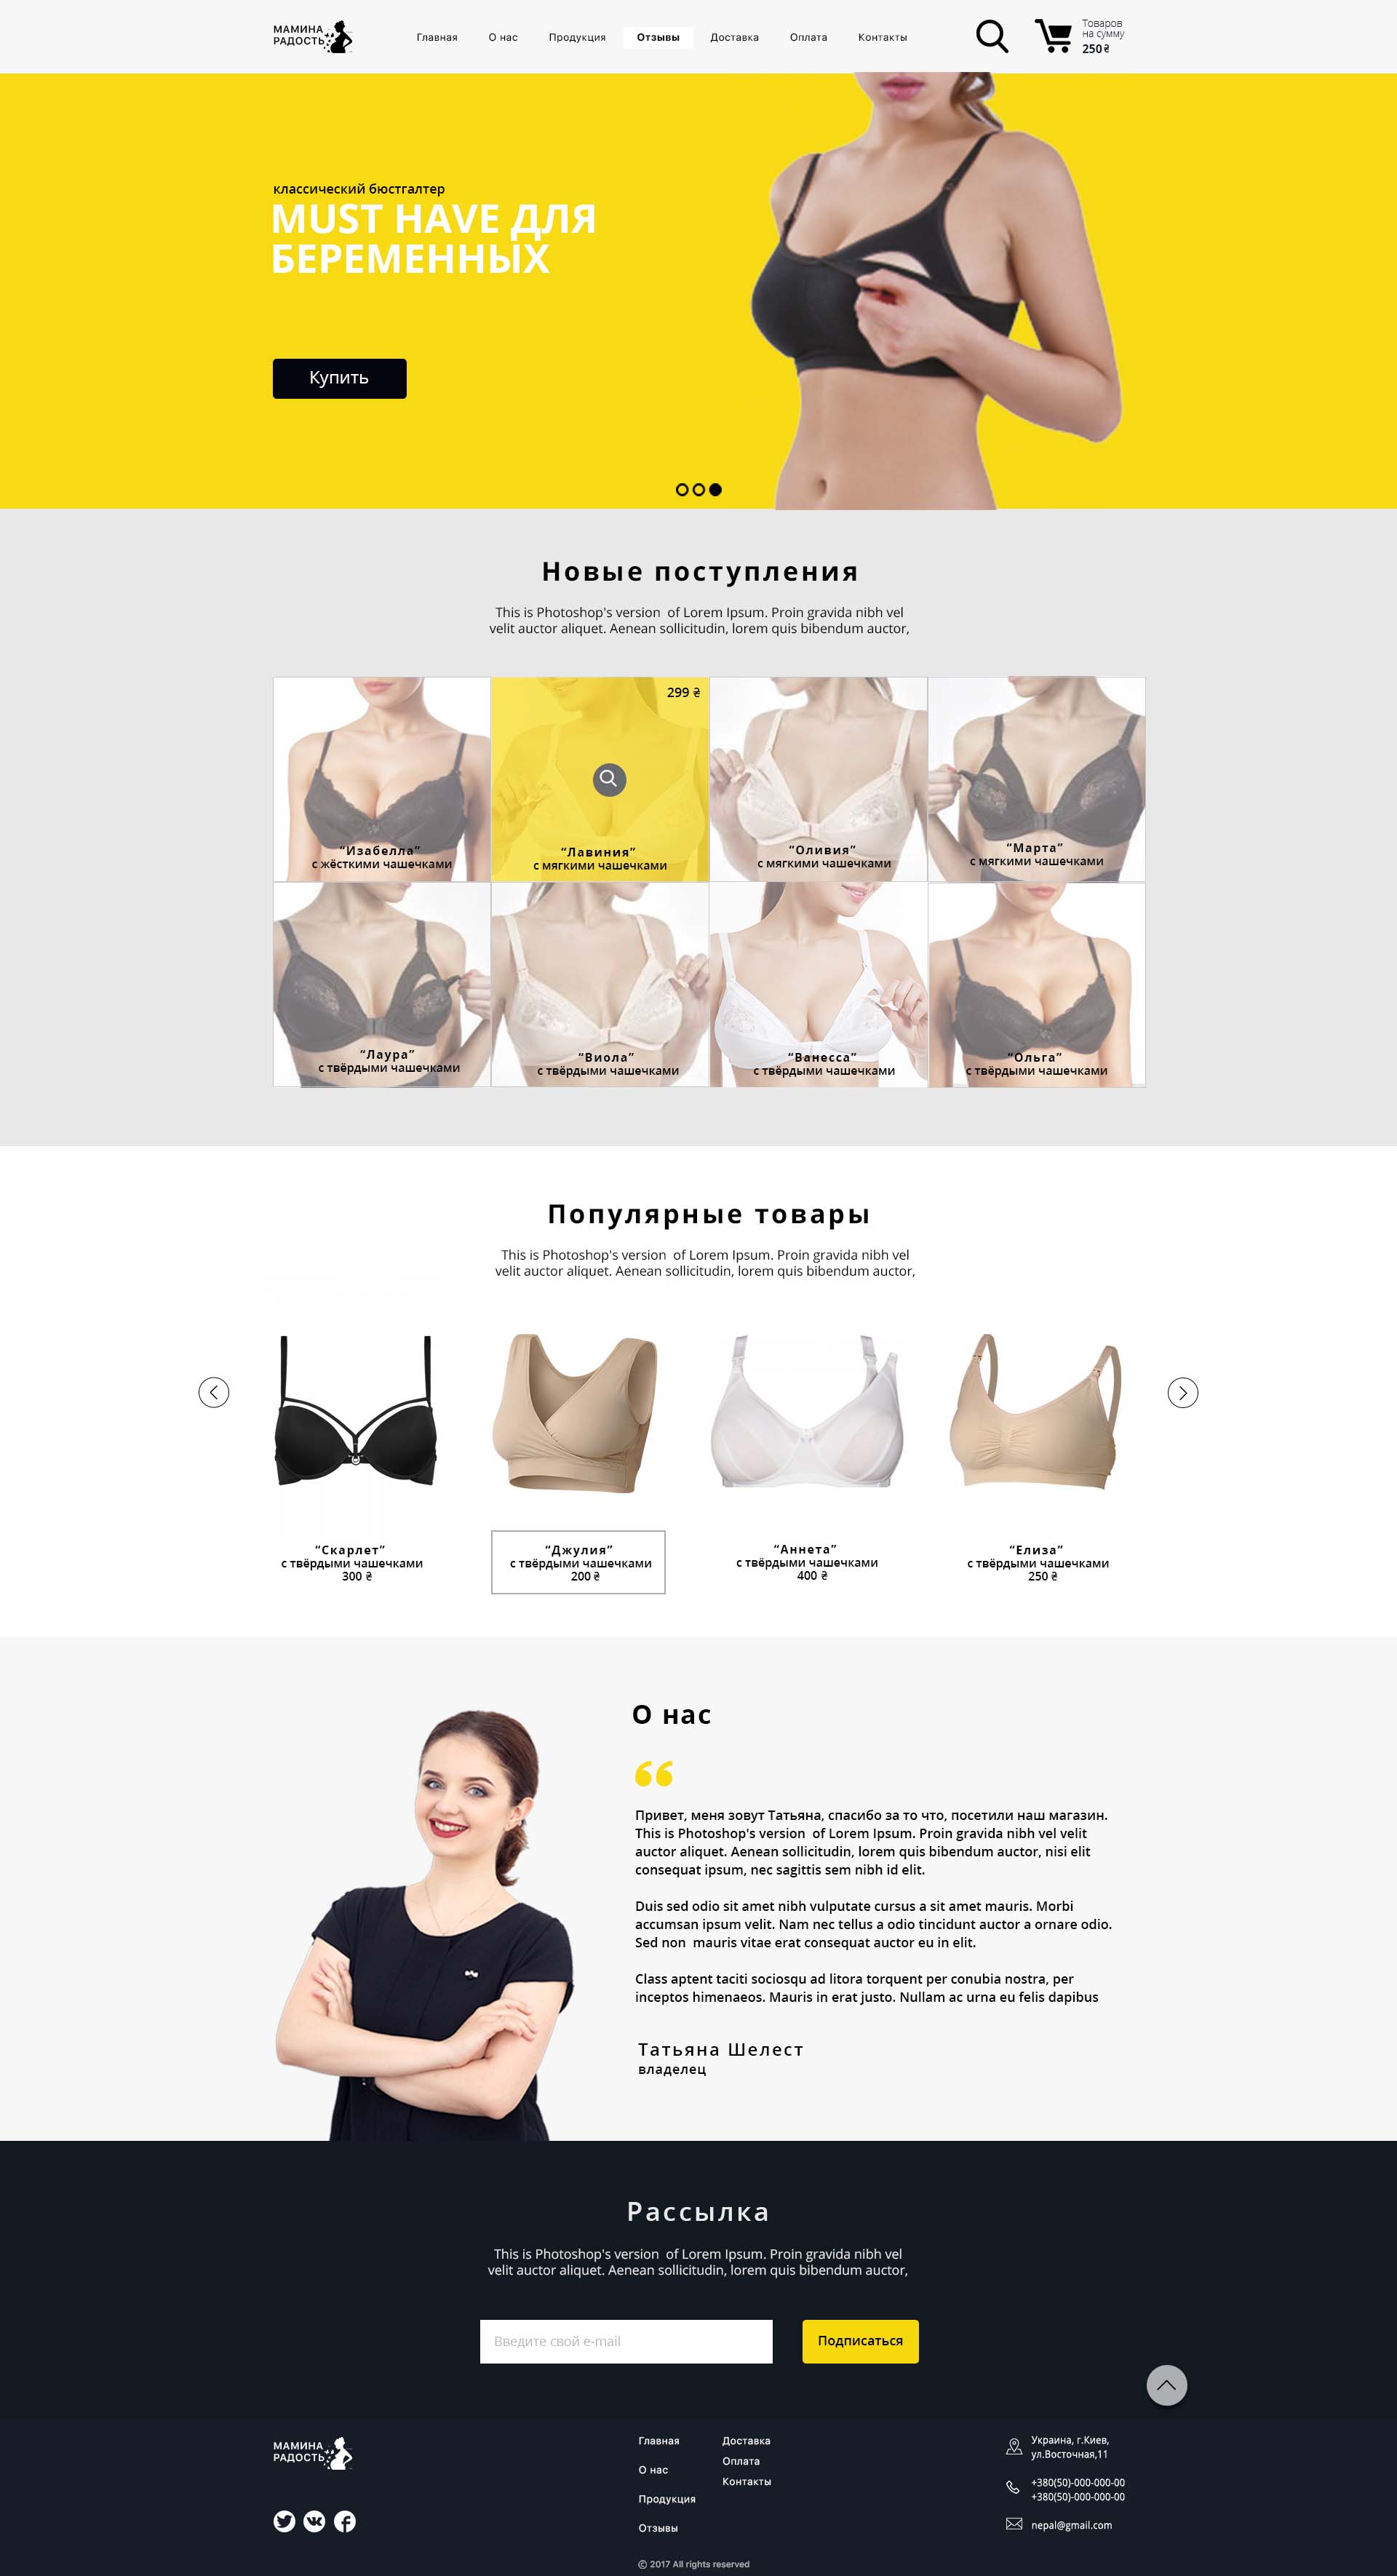 МАМИНА
РАДОСТЬ
Главная
О нас
Продукция
Отзывы
Доставка
Оплата
Контакты
Товаров
на сумму
250 ₴
классический бюстгалтер
MUST HAVE ДЛЯ
БЕРЕМЕННЫХ
Купить
Новые поступления
This is Photoshop's version of Lorem Ipsum. Proin gravida nibh vel
velit auctor aliquet. Aenean sollicitudin, lorem quis bibendum auctor,
“Изабелла”
с жёсткими чашечками
299 ₴
“Лавиния”
с мягкими чашечками
“Оливия”
с мягкими чашечками
“Марта”
с мягкими чашечками
“Лаура”
с твёрдыми чашечками
“Виола”
с твёрдыми чашечками
“Ванесса”
с твёрдыми чашечками
“Ольга”
с твёрдыми чашечками
Популярные товары
This is Photoshop's version of Lorem Ipsum. Proin gravida nibh vel
velit auctor aliquet. Aenean sollicitudin, lorem quis bibendum auctor,
“Скарлет”
с твёрдыми чашечками
300 ₴
“Джулия”
с твёрдыми чашечками
200 ₴
“Аннета”
с твёрдыми чашечками
400 ₴
“Елиза”
с твёрдыми чашечками
250 ₴
О нас
“
Привет, меня зовут Татьяна, спасибо за то что, посетили наш магазин.
This is Photoshop's version of Lorem Ipsum. Proin gravida nibh vel velit
auctor aliquet. Aenean sollicitudin, lorem quis bibendum auctor, nisi elit
consequat ipsum, nec sagittis sem nibh id elit.
Duis sed odio sit amet nibh vulputate cursus a sit amet mauris. Morbi
accumsan ipsum velit. Nam nec tellus a odio tincidunt auctor a ornare odio.
Sed non mauris vitae erat consequat auctor eu in elit.
Class aptent taciti sociosqu ad litora torquent per conubia nostra, per
inceptos himenaeos. Mauris in erat justo. Nullam ac urna eu felis dapibus
Татьяна Шелест
владелец
Рассылка
This is Photoshop's version of Lorem Ipsum. Proin gravida nibh vel
velit auctor aliquet. Aenean sollicitudin, lorem quis bibendum auctor,
Введите свой e-mail
Подписаться
МАМИНА
РАДОСТЬ
Главная
О нас
Продукция
Отзывы
Доставка
Оплата
Контакты
Украина, г.Киев,
ул.Восточная,11
+380(50)-000-000-00
+380(50)-000-000-00
nepal@gmail.com
© 2017 All rights reserved